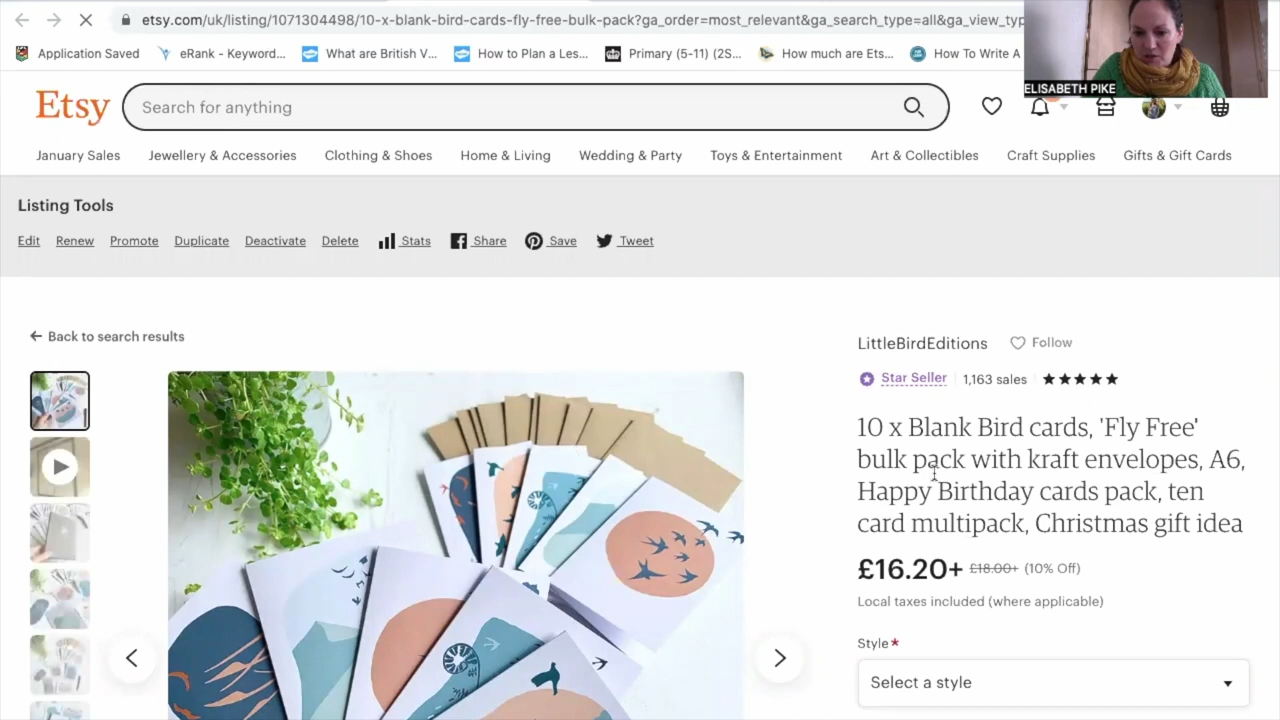 etsy.com/uk/listing/1071304498/10-x-blank-bird-cards-fly-free-bulk-pack?ga_order=most_relevant&ga_search_type=all&ga_view_typ
Application Saved
eRank - Keyword...
What are British V...
How to Plan a Les...
Primary (5-11) (2S...
How much are Ets...
How To Write A
ELISABETH PIKE
Etsy
Search for anything
January Sales
Jewellery & Accessories
Clothing & Shoes
Home & Living
Wedding & Party
Toys & Entertainment
Art & Collectibles
Craft Supplies
Gifts & Gift Cards
Listing Tools
Edit
Renew
Promote
Duplicate
Deactivate
Delete
Stats
Share
Save
Tweet
Back to search results
LittleBirdEditions
Follow
Star Seller
1,163 sales
10 x Blank Bird cards, 'Fly Free'
bulk pack with kraft envelopes, A6,
Happy Birthday cards pack, ten
card multipack, Christmas gift idea
£16.20+ £18.00+ (10% Off)
Local taxes included (where applicable)
Style*
Select a style